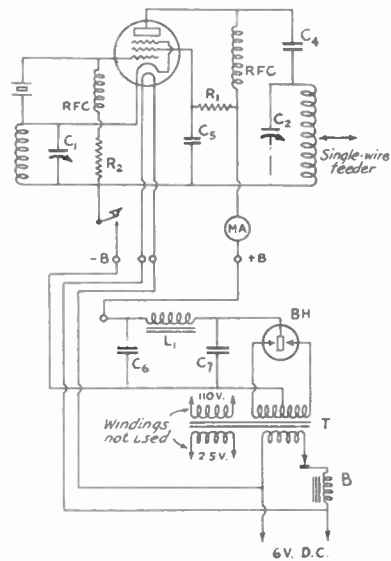 C4
RFC
RFC
R1
C1
C5
C2
R2
Single-wire
feeder
MA
-B
+B
BH
L1
C6
C7
110V.
Windings
not used
T
2.5V.
B
6V. D.C.